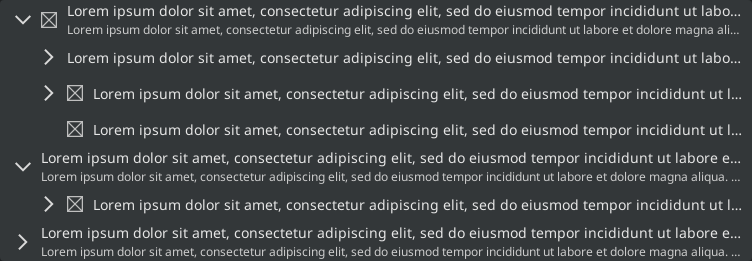 Lorem ipsum dolor sit amet, consectetur adipiscing elit, sed do eiusmod tempor incididunt ut labo...
Lorem ipsum dolor sit amet, consectetur adipiscing elit, sed do eiusmod tempor incididunt ut labore et dolore magna ali...
Lorem ipsum dolor sit amet, consectetur adipiscing elit, sed do eiusmod tempor incididunt ut labo...
Lorem ipsum dolor sit amet, consectetur adipiscing elit, sed do eiusmod tempor incididunt ut l...
Lorem ipsum dolor sit amet, consectetur adipiscing elit, sed do eiusmod tempor incididunt ut l...
Lorem ipsum dolor sit amet, consectetur adipiscing elit, sed do eiusmod tempor incididunt ut labore e...
Lorem ipsum dolor sit amet, consectetur adipiscing elit, sed do eiusmod tempor incididunt ut labore et dolore magna aliqua. ...
Lorem ipsum dolor sit amet, consectetur adipiscing elit, sed do eiusmod tempor incididunt ut l...
Lorem ipsum dolor sit amet, consectetur adipiscing elit, sed do eiusmod tempor incididunt ut labore e...
Lorem ipsum dolor sit amet, consectetur adipiscing elit, sed do eiusmod tempor incididunt ut labore et dolore magna aliqua. ...